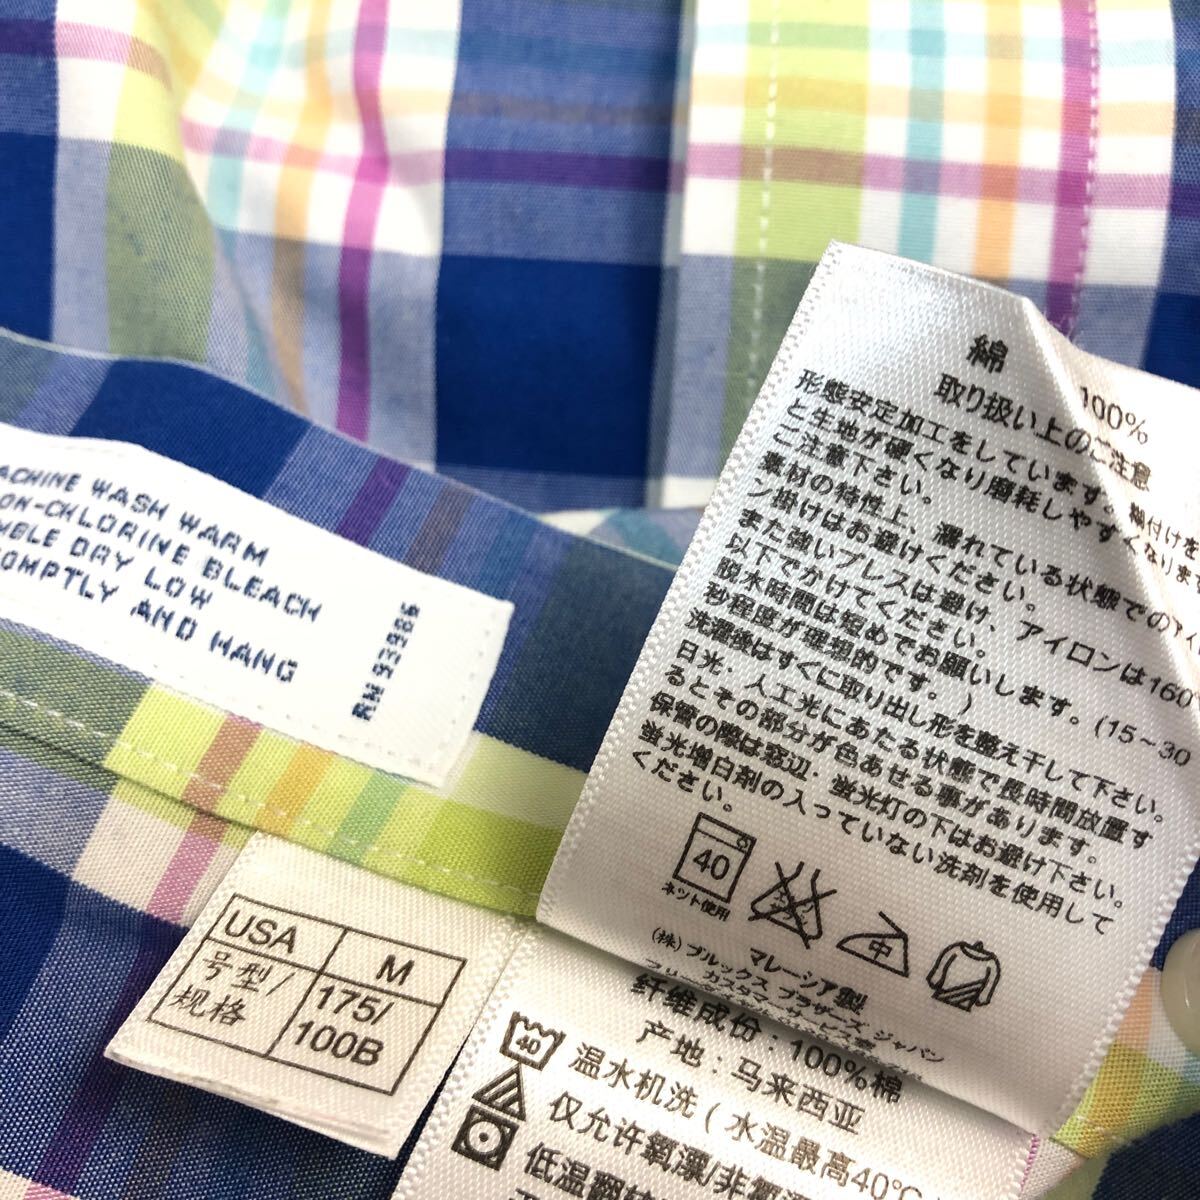 MACHINE WASH WARM
NON-CHLORINE BLEACH
TUMBLE DRY LOW
PROMPTLY AND HANG
USA M
号型/规格 175/100B
綿 100%
取り扱い上のご注意
形態安定加工をしています。糊付けを
と生地が硬くなり磨耗しやすくなります
ご注意下さい。
素材の特性上、濡れている状態でのアイ
ン掛けはお避けください。
また強いプレスは避け、アイロンは160
以下でかけてください。
脱水時間は短めでお願いします。(15~30
秒程度が理想的です。)
洗濯後はすぐに取り出し形を整え干して下さい。
日光、人工光にあたる状態で長時間放置す
るとその部分が色あせる事があります。
保管の際は窓辺、蛍光灯の下はお避け下さい。
蛍光増白剤の入っていない洗剤を使用して
ください。
40
ネット使用
中
マレーシア製
(株) ブルックス ブラザーズ ジャパン
纤维成份：100%棉
产地：马来西亚
40
温水机洗 (水温最高40℃
仅允许氧漂/非氯漂